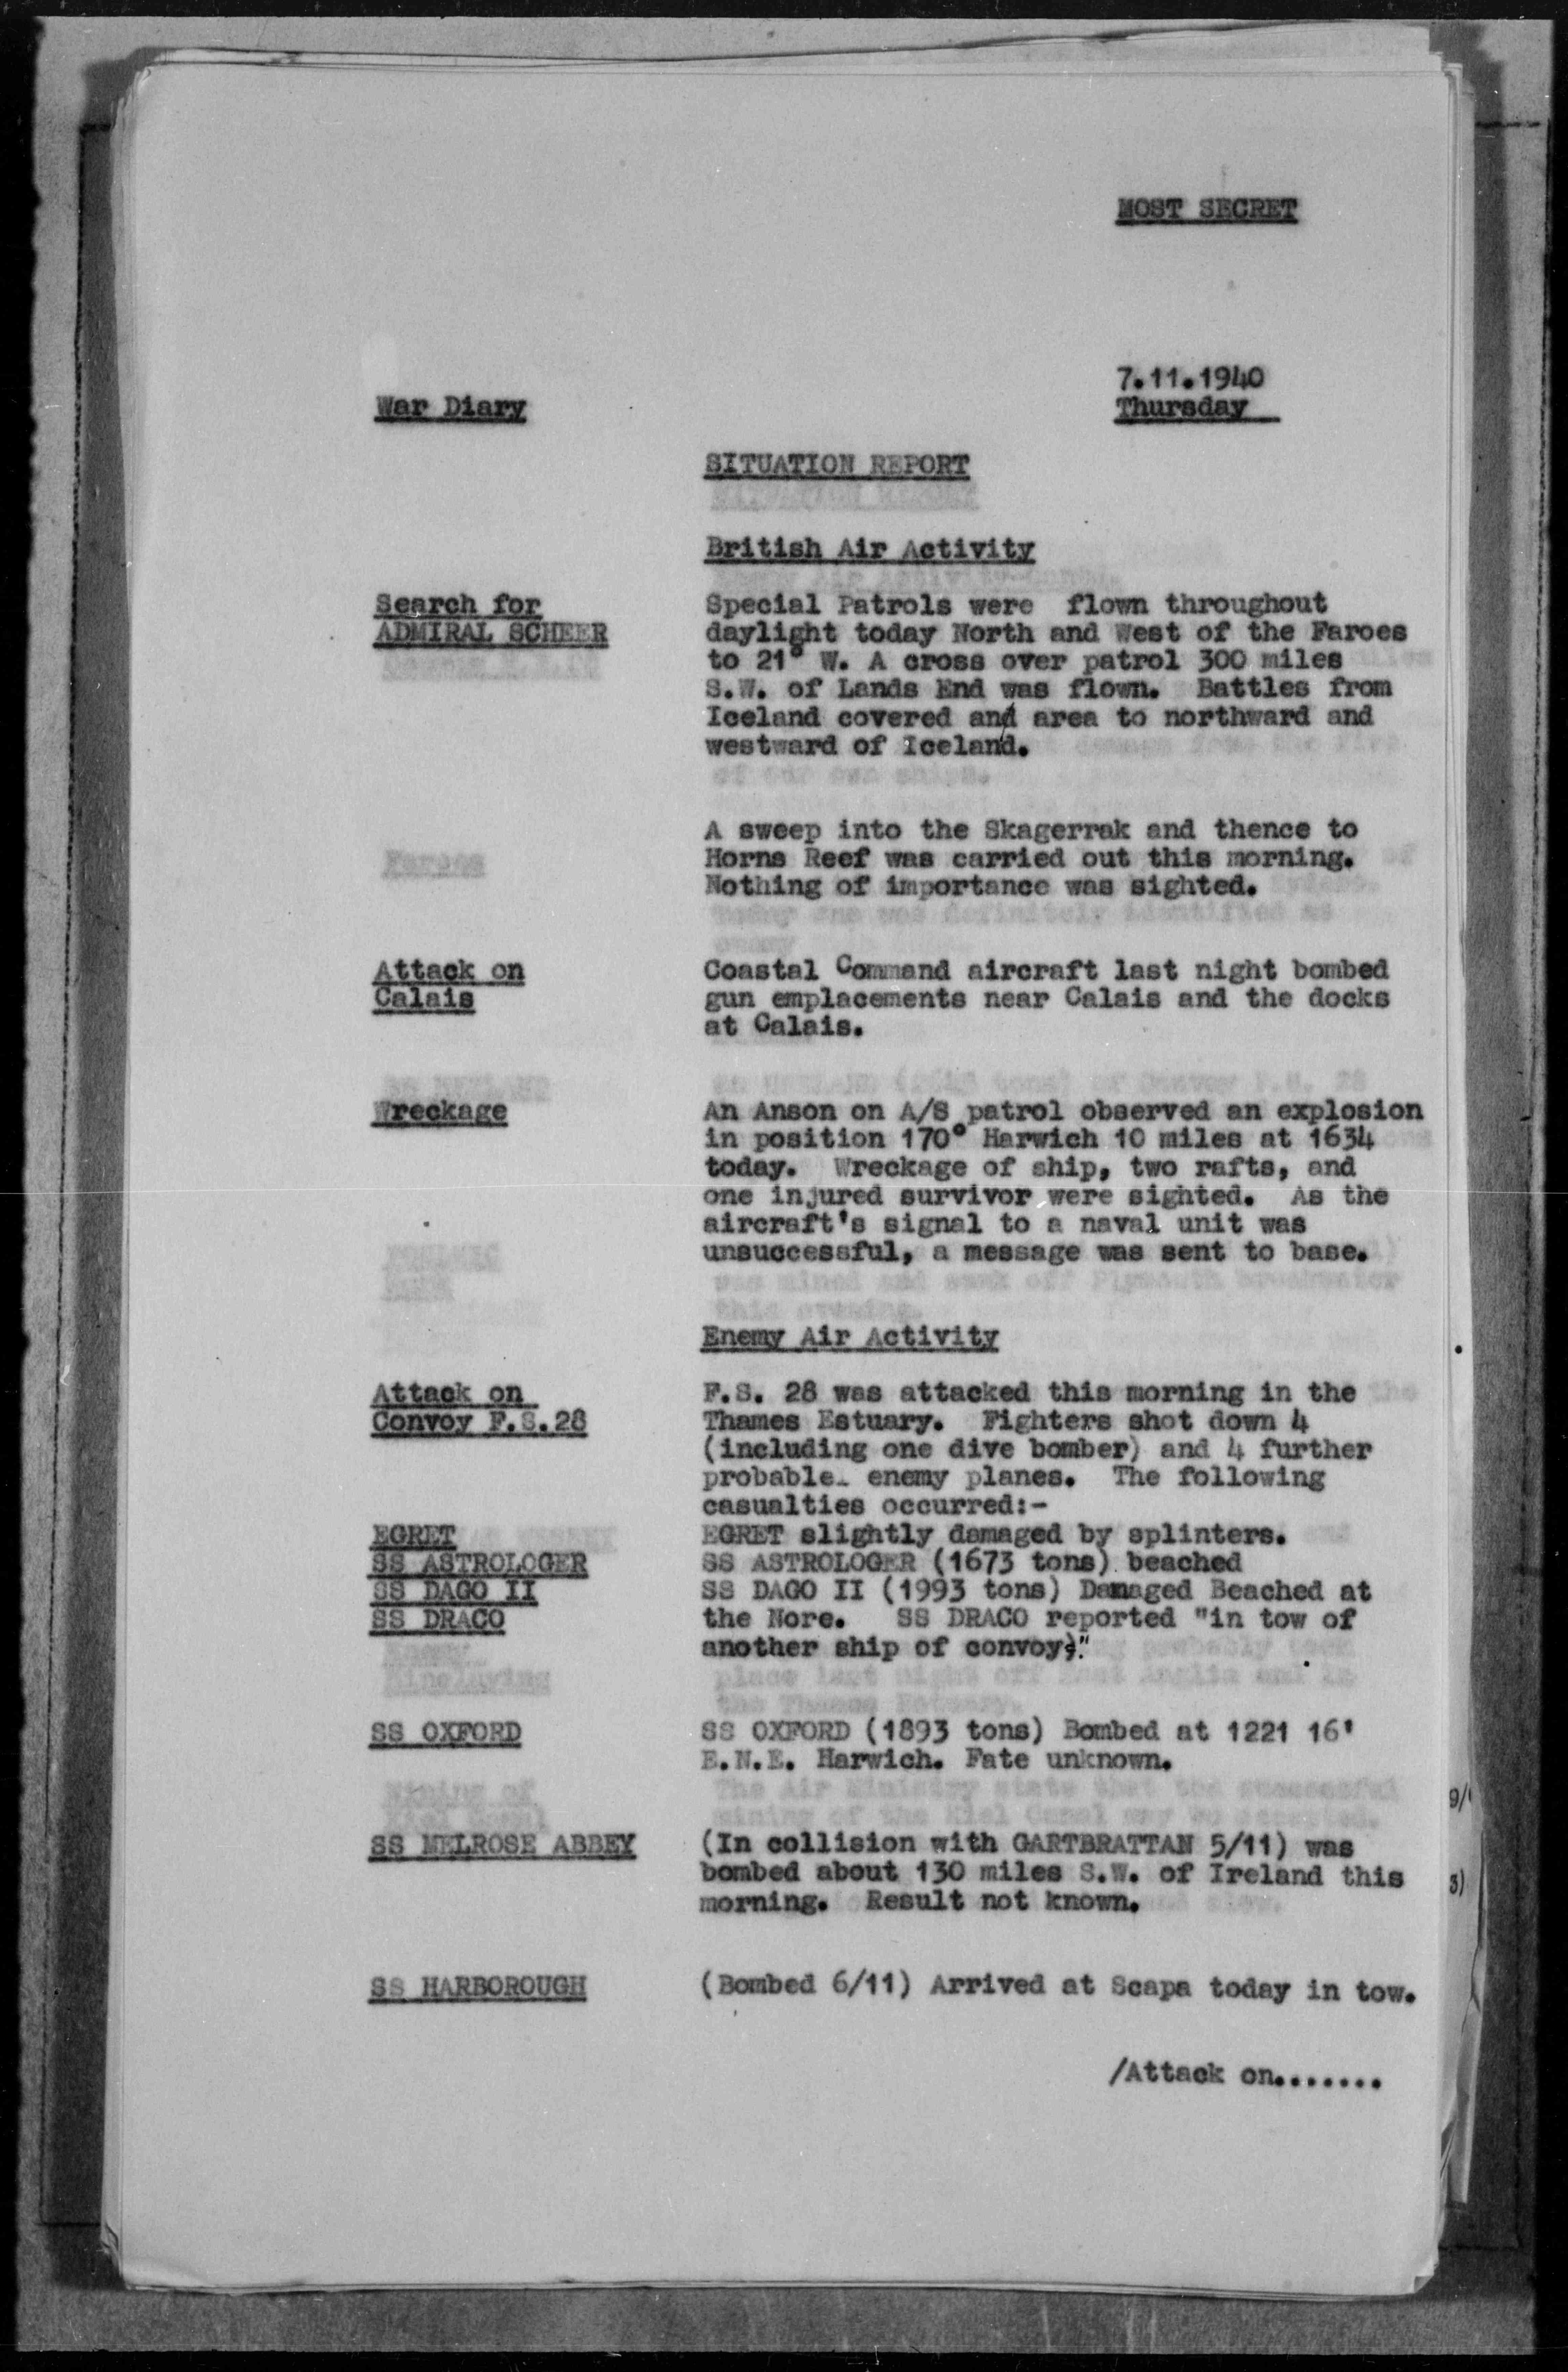 MOST SECRET
7.11.1940
War Diary
Thursday
SITUATION REPORT
British Air Activity
Search for
ADMIRAL SCHEER
Special Patrols were flown throughout
daylight today North and West of the Faroes
to 21° W. A cross over patrol 300 miles
S.W. of Lands End was flown. Battles from
Iceland covered and area to northward and
westward of Iceland.
A sweep into the Skagerrak and thence to
Horns Reef was carried out this morning.
Nothing of importance was sighted.
Attack on
Calais
Coastal Command aircraft last night bombed
gun emplacements near Calais and the docks
at Calais.
Wreckage
An Anson on A/S patrol observed an explosion
in position 170° Harwich 10 miles at 1634
today. Wreckage of ship, two rafts, and
one injured survivor were sighted. As the
aircraft's signal to a naval unit was
unsuccessful, a message was sent to base.
Enemy Air Activity
Attack on
Convoy F.S.28
F.S. 28 was attacked this morning in the
Thames Estuary. Fighters shot down 4
(including one dive bomber) and 4 further
probable enemy planes. The following
casualties occurred:-
EGRET
EGRET slightly damaged by splinters.
SS ASTROLOGER
SS ASTROLOGER (1673 tons) beached
SS DAGO II
SS DAGO II (1993 tons) Damaged Beached at
SS DRACO
the Nore. SS DRACO reported "in tow of
another ship of convoy."
SS OXFORD
SS OXFORD (1893 tons) Bombed at 1221 16'
E.N.E. Harwich. Fate unknown.
SS MELROSE ABBEY
(In collision with GARTBRATTAN 5/11) was
bombed about 130 miles S.W. of Ireland this
morning. Result not known.
SS HARBOROUGH
(Bombed 6/11) Arrived at Scapa today in tow.
/Attack on.......